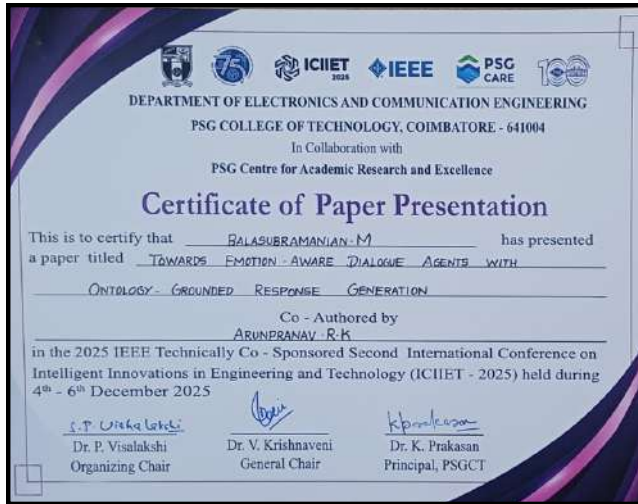 75
ICIIET
2025
IEEE
PSG
CARE
100
DEPARTMENT OF ELECTRONICS AND COMMUNICATION ENGINEERING
PSG COLLEGE OF TECHNOLOGY, COIMBATORE - 641004
In Collaboration with
PSG Centre for Academic Research and Excellence
Certificate of Paper Presentation
This is to certify that BALASUBRAMANIAN.M has presented
a paper titled TOWARDS EMOTION-AWARE DIALOGUE AGENTS WITH
ONTOLOGY-GROUNDED RESPONSE GENERATION
Co - Authored by
ARUNPRANAV.R.K
in the 2025 IEEE Technically Co - Sponsored Second International Conference on
Intelligent Innovations in Engineering and Technology (ICIIET - 2025) held during
4th - 6th December 2025
Dr. P. Visalakshi Dr. V. Krishnaveni Dr. K. Prakasan
Organizing Chair General Chair Principal, PSGCT